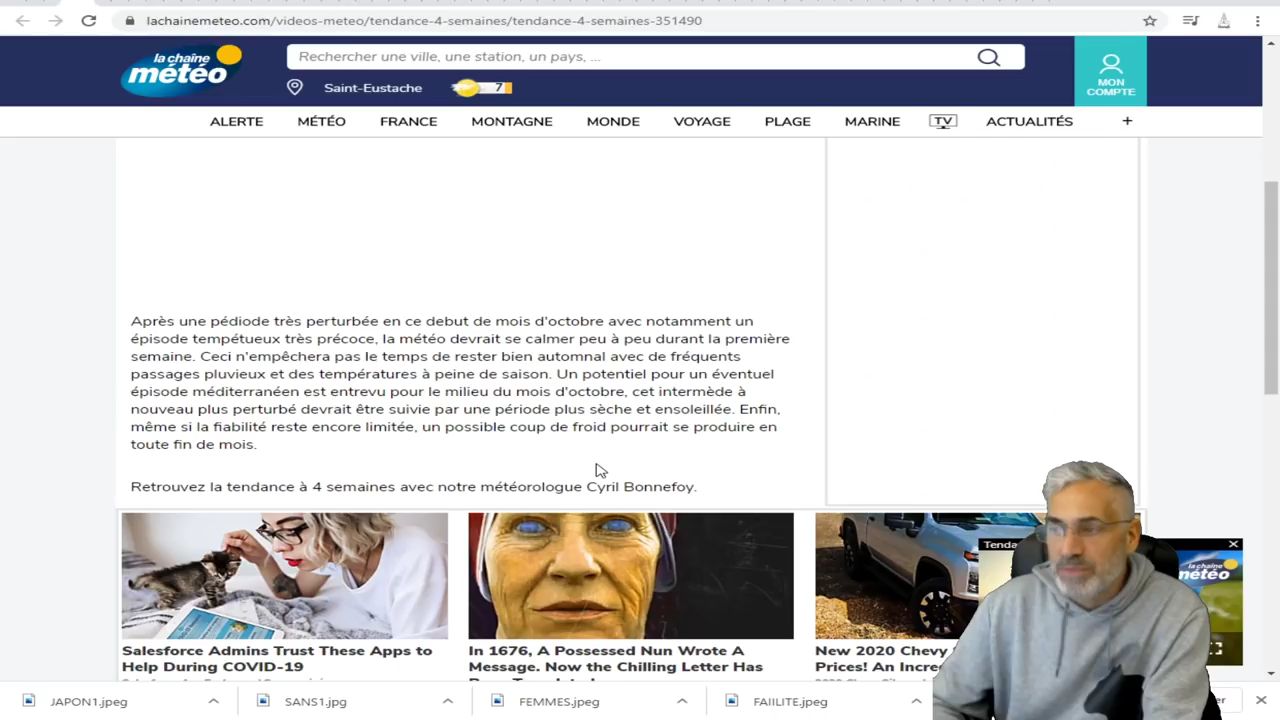 lachainemeteo.com/videos-meteo/tendance-4-semaines/tendance-4-semaines-351490
la chaîne
météo
Rechercher une ville, une station, un pays, ...
Saint-Eustache
7
MON
COMPTE
ALERTE MÉTÉO FRANCE MONTAGNE MONDE VOYAGE PLAGE MARINE TV ACTUALITÉS +
Après une pédiode très perturbée en ce debut de mois d'octobre avec notamment un
épisode tempétueux très précoce, la météo devrait se calmer peu à peu durant la première
semaine. Ceci n'empêchera pas le temps de rester bien automnal avec de fréquents
passages pluvieux et des températures à peine de saison. Un potentiel pour un éventuel
épisode méditerranéen est entrevu pour le milieu du mois d'octobre, cet intermède à
nouveau plus perturbé devrait être suivie par une période plus sèche et ensoleillée. Enfin,
même si la fiabilité reste encore limitée, un possible coup de froid pourrait se produire en
toute fin de mois.
Retrouvez la tendance à 4 semaines avec notre météorologue Cyril Bonnefoy.
Salesforce Admins Trust These Apps to
Help During COVID-19
In 1676, A Possessed Nun Wrote A
Message. Now the Chilling Letter Has
New 2020 Chevy
Prices! An Incre
la chaîne
météo
JAPON1.jpeg
SANS1.jpg
FEMMES.jpeg
FAIILITE.jpeg